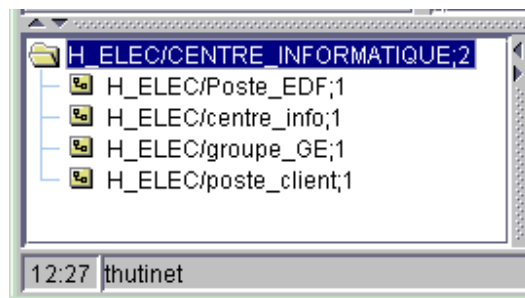 H_ELEC/CENTRE_INFORMATIQUE;2
H_ELEC/Poste_EDF;1
H_ELEC/centre_info;1
H_ELEC/groupe_GE;1
H_ELEC/poste_client;1
12:27 thutinet